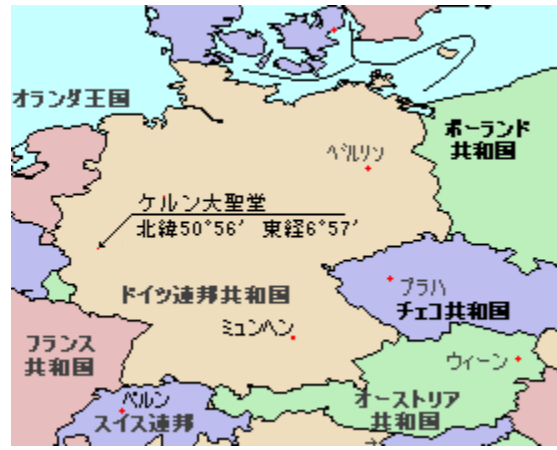 オランダ王国
ポーランド
共和国
ベルリン
ケルン大聖堂
北緯50°56′ 東経6°57′
ドイツ連邦共和国
プラハ
チェコ共和国
ミュンヘン
フランス
共和国
ウィーン
ベルン
スイス連邦
オーストリア
共和国